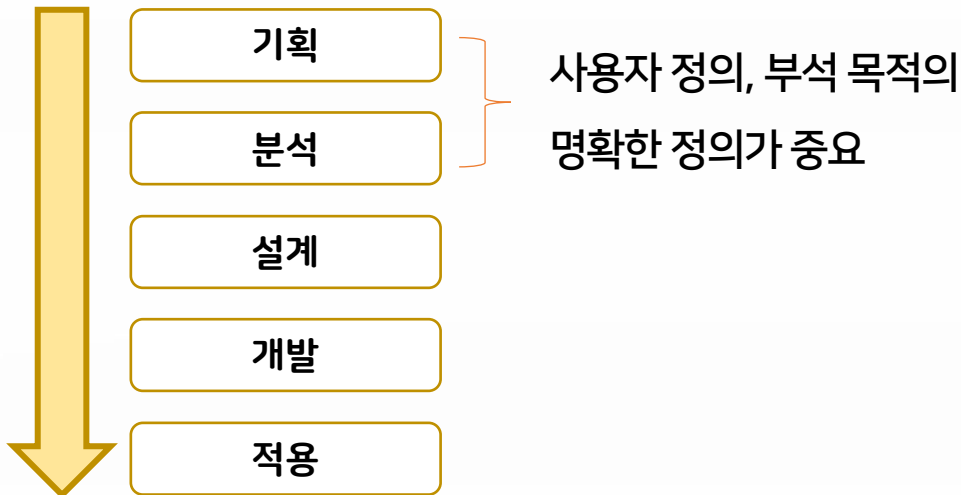 기획
사용자 정의, 부석 목적의
명확한 정의가 중요
분석
설계
개발
적용